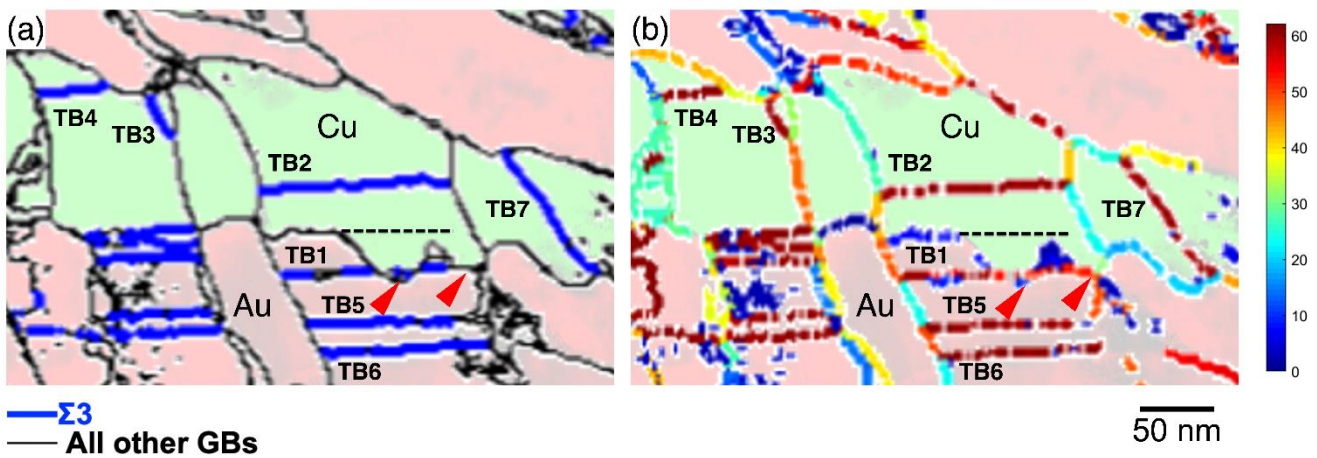 (a)
TB4
TB3
Cu
TB2
TB7
TB1
Au
TB5
TB6
Σ3
All other GBs
(b)
TB4
TB3
Cu
TB2
TB7
TB1
Au
TB5
TB6
60
50
40
30
20
10
0
50 nm